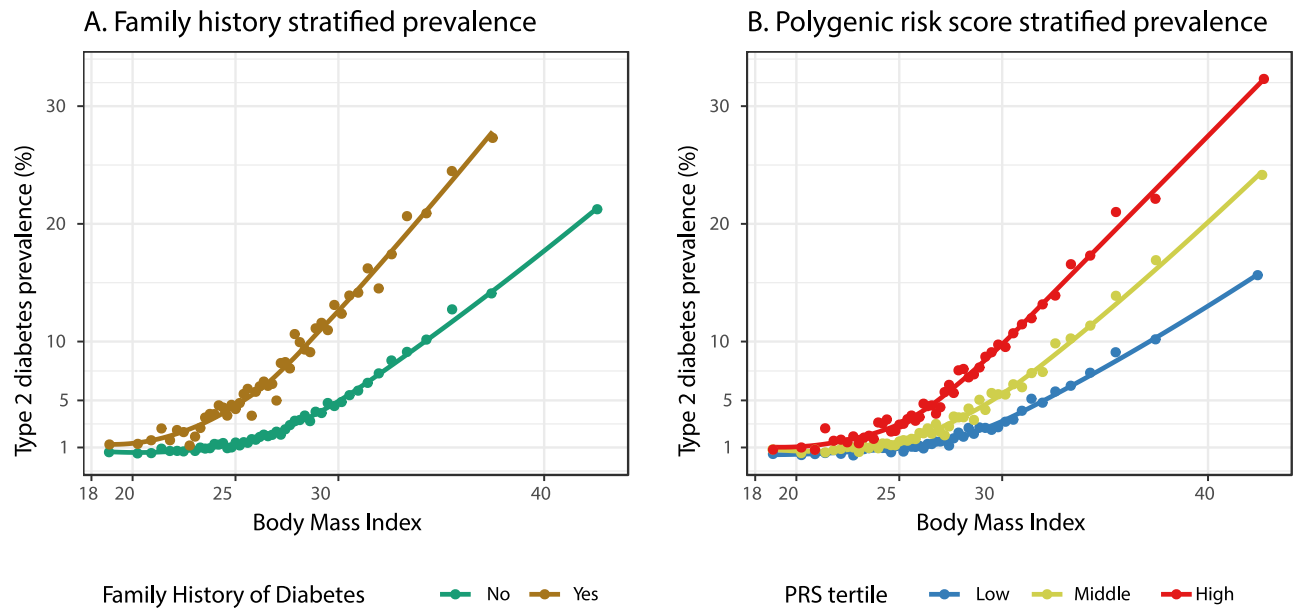 A. Family history stratified prevalence
Type 2 diabetes prevalence (%)
30
20
10
5
1
18 20 25 30 40
Body Mass Index
Family History of Diabetes No Yes
B. Polygenic risk score stratified prevalence
Type 2 diabetes prevalence (%)
30
20
10
5
1
18 20 25 30 40
Body Mass Index
PRS tertile Low Middle High